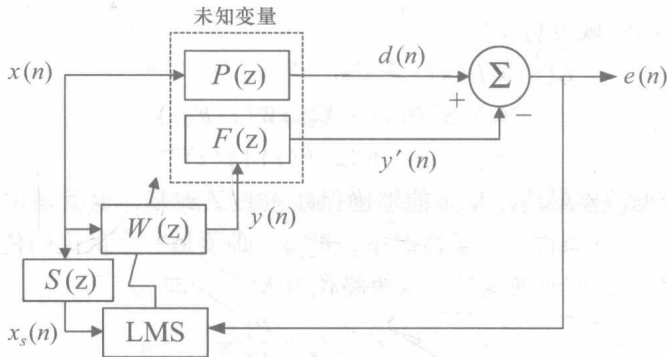 未知变量
x(n)
P(z)
d(n)
Σ
e(n)
+
−
F(z)
y′(n)
W(z)
y(n)
S(z)
x_s(n)
LMS